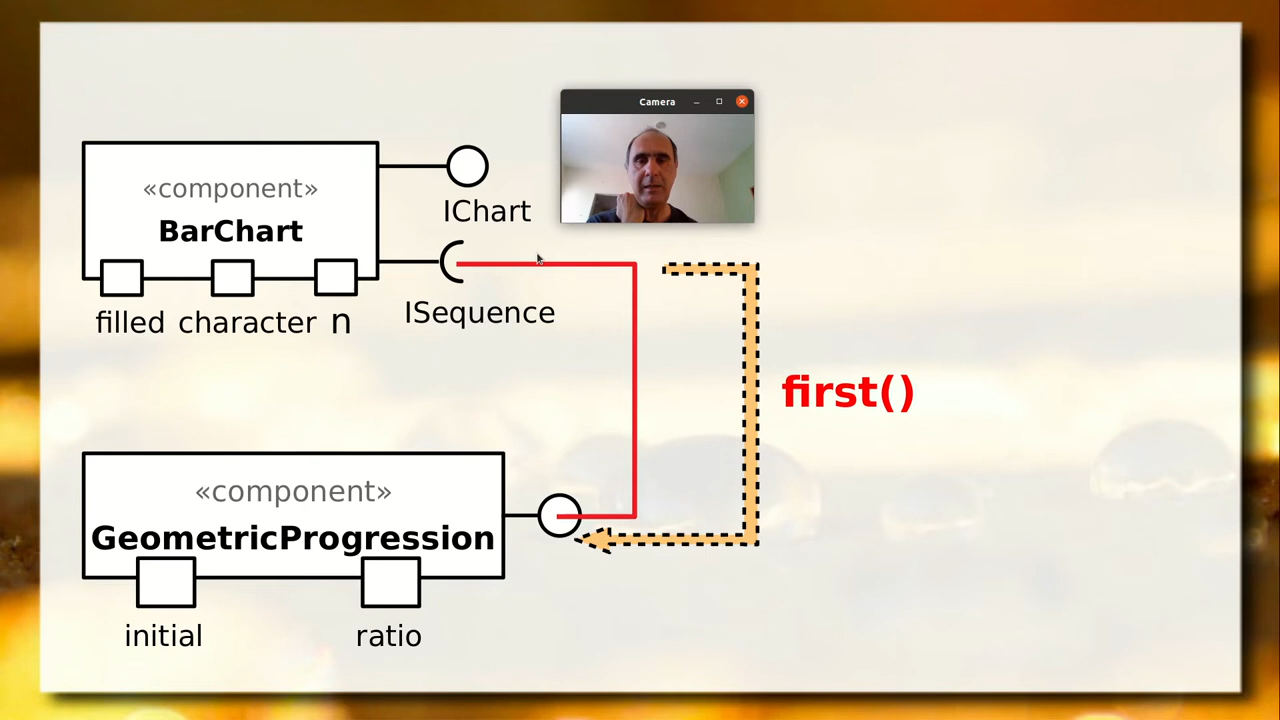 Camera
«component»
BarChart
IChart
ISequence
filled character n
first()
«component»
GeometricProgression
initial
ratio